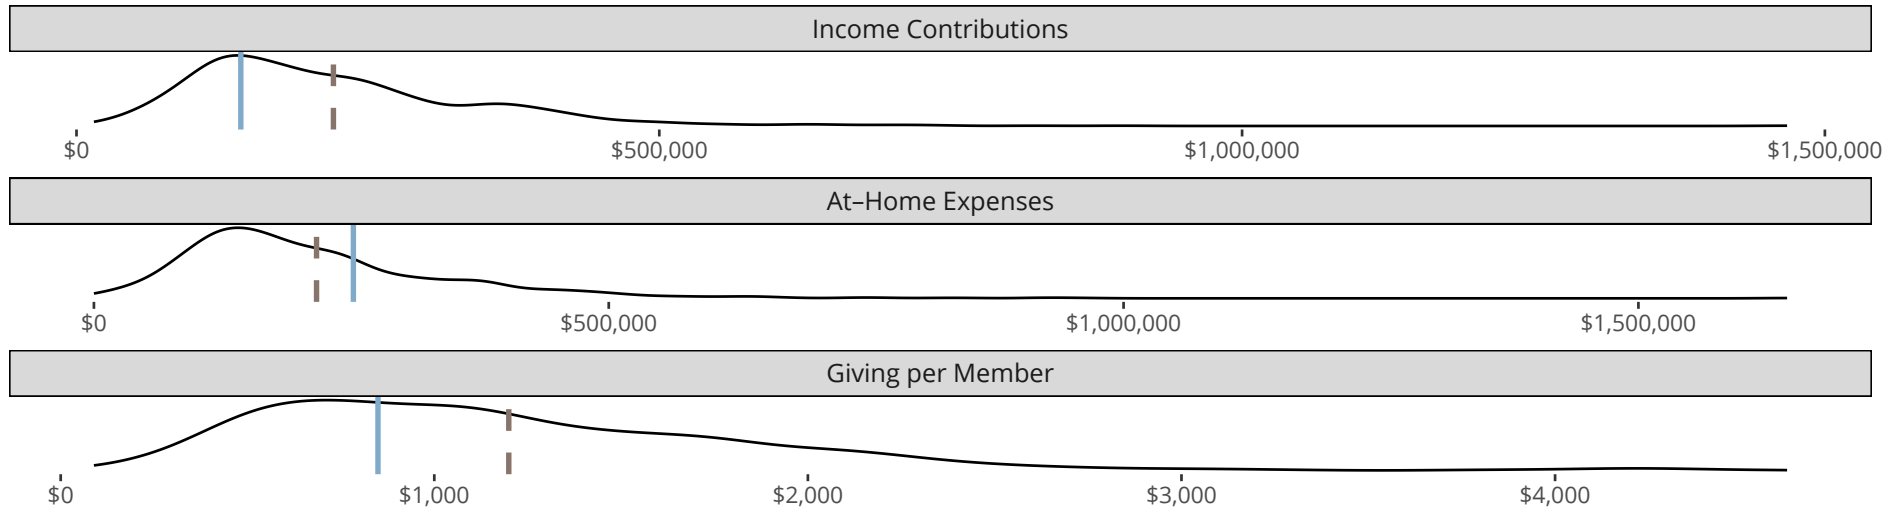 Income Contributions
$0 $500,000 $1,000,000 $1,500,000
At–Home Expenses
$0 $500,000 $1,000,000 $1,500,000
Giving per Member
$0 $1,000 $2,000 $3,000 $4,000